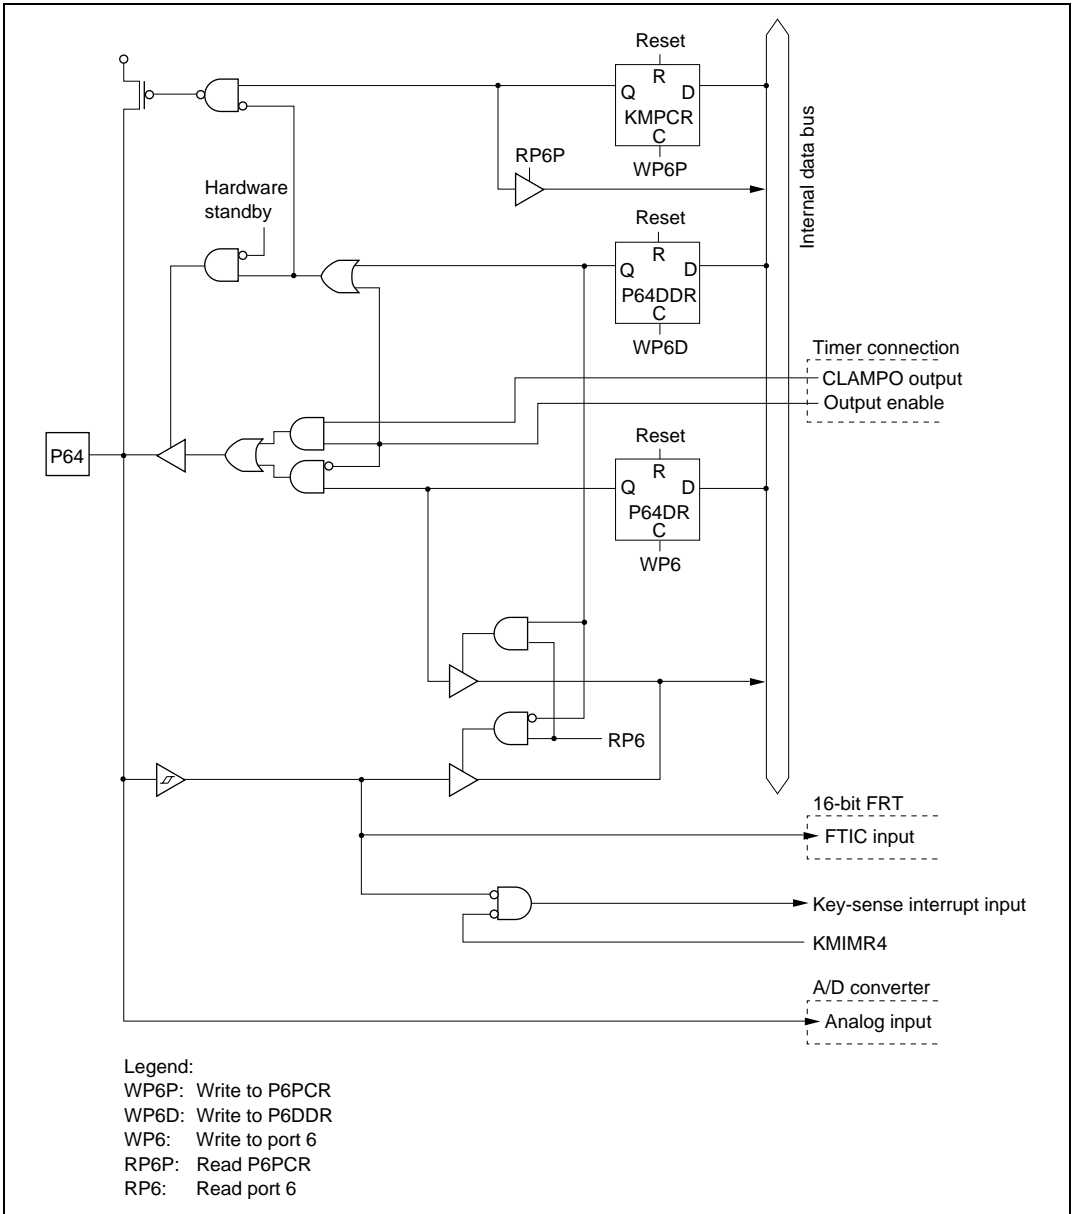 Reset
R
Q D
KMPCR
C
WP6P
RP6P
Internal data bus
Hardware
standby
Reset
R
Q D
P64DDR
C
WP6D
Timer connection
CLAMPO output
Output enable
Reset
R
Q D
P64DR
C
WP6
P64
RP6
16-bit FRT
FTIC input
Key-sense interrupt input
KMIMR4
A/D converter
Analog input
Legend:
WP6P: Write to P6PCR
WP6D: Write to P6DDR
WP6: Write to port 6
RP6P: Read P6PCR
RP6: Read port 6